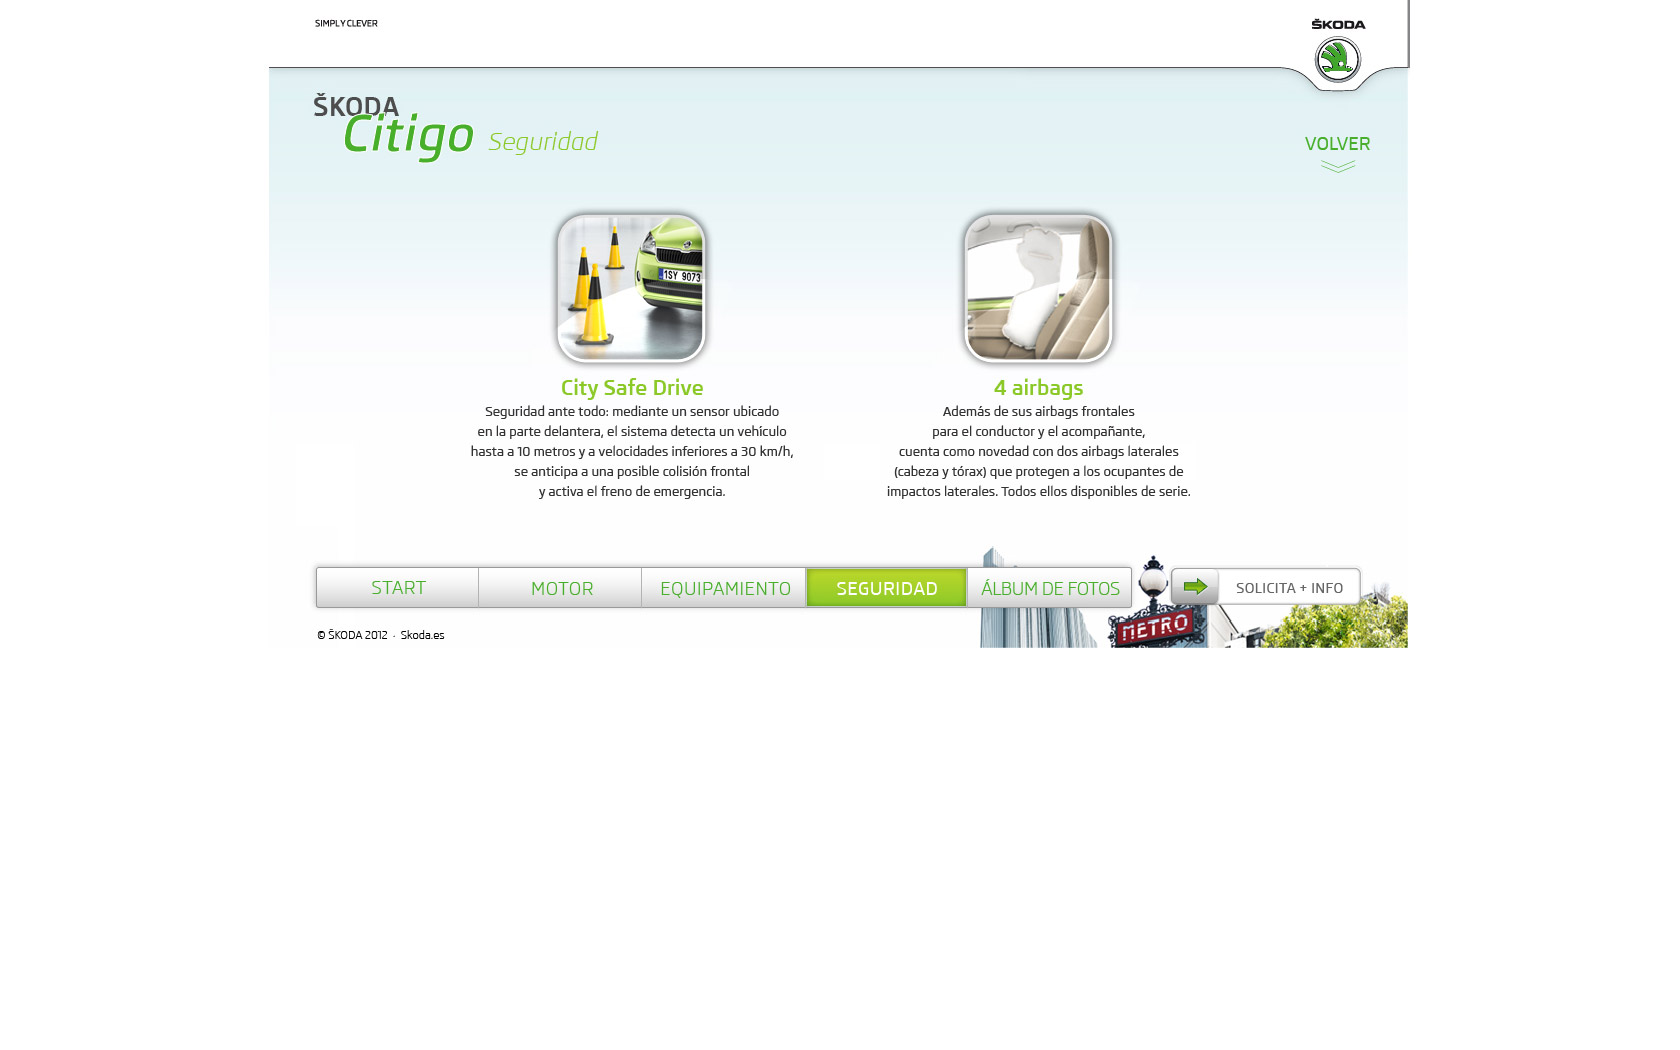 SIMPLY CLEVER
ŠKODA
ŠKODA
Citigo Seguridad
VOLVER
1SY 9073
City Safe Drive
Seguridad ante todo: mediante un sensor ubicado
en la parte delantera, el sistema detecta un vehículo
hasta a 10 metros y a velocidades inferiores a 30 km/h,
se anticipa a una posible colisión frontal
y activa el freno de emergencia.
4 airbags
Además de sus airbags frontales
para el conductor y el acompañante,
cuenta como novedad con dos airbags laterales
(cabeza y tórax) que protegen a los ocupantes de
impactos laterales. Todos ellos disponibles de serie.
START
MOTOR
EQUIPAMIENTO
SEGURIDAD
ÁLBUM DE FOTOS
SOLICITA + INFO
METRO
© ŠKODA 2012 · Skoda.es